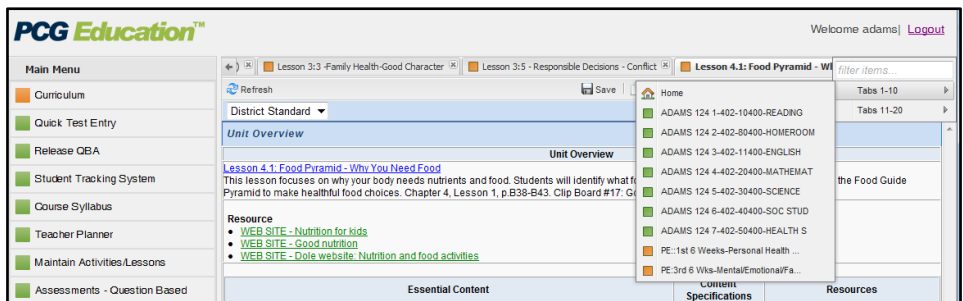 PCG Education™
Welcome adams| Logout
Main Menu
Curriculum
Quick Test Entry
Release QBA
Student Tracking System
Course Syllabus
Teacher Planner
Maintain Activities/Lessons
Assessments - Question Based
Lesson 3:3 -Family Health-Good Character
Lesson 3:5 - Responsible Decisions - Conflict
Lesson 4.1: Food Pyramid - Wh
filter items...
Refresh
Save
Tabs 1-10
Tabs 11-20
District Standard
Home
ADAMS 124 1-402-10400-READING
ADAMS 124 2-402-80400-HOMEROOM
ADAMS 124 3-402-11400-ENGLISH
ADAMS 124 4-402-20400-MATHEMAT
ADAMS 124 5-402-30400-SCIENCE
ADAMS 124 6-402-40400-SOC STUD
ADAMS 124 7-402-50400-HEALTH S
PE::1st 6 Weeks-Personal Health ...
PE:3rd 6 Wks-Mental/Emotional/Fa...
Unit Overview
Unit Overview
Lesson 4.1: Food Pyramid - Why You Need Food
This lesson focuses on why your body needs nutrients and food. Students will identify what fo the Food Guide
Pyramid to make healthful food choices. Chapter 4, Lesson 1, p.B38-B43. Clip Board #17: Go
Resource
• WEB SITE - Nutrition for kids
• WEB SITE - Good nutrition
• WEB SITE - Dole website: Nutrition and food activities
Essential Content
Content
Specifications
Resources